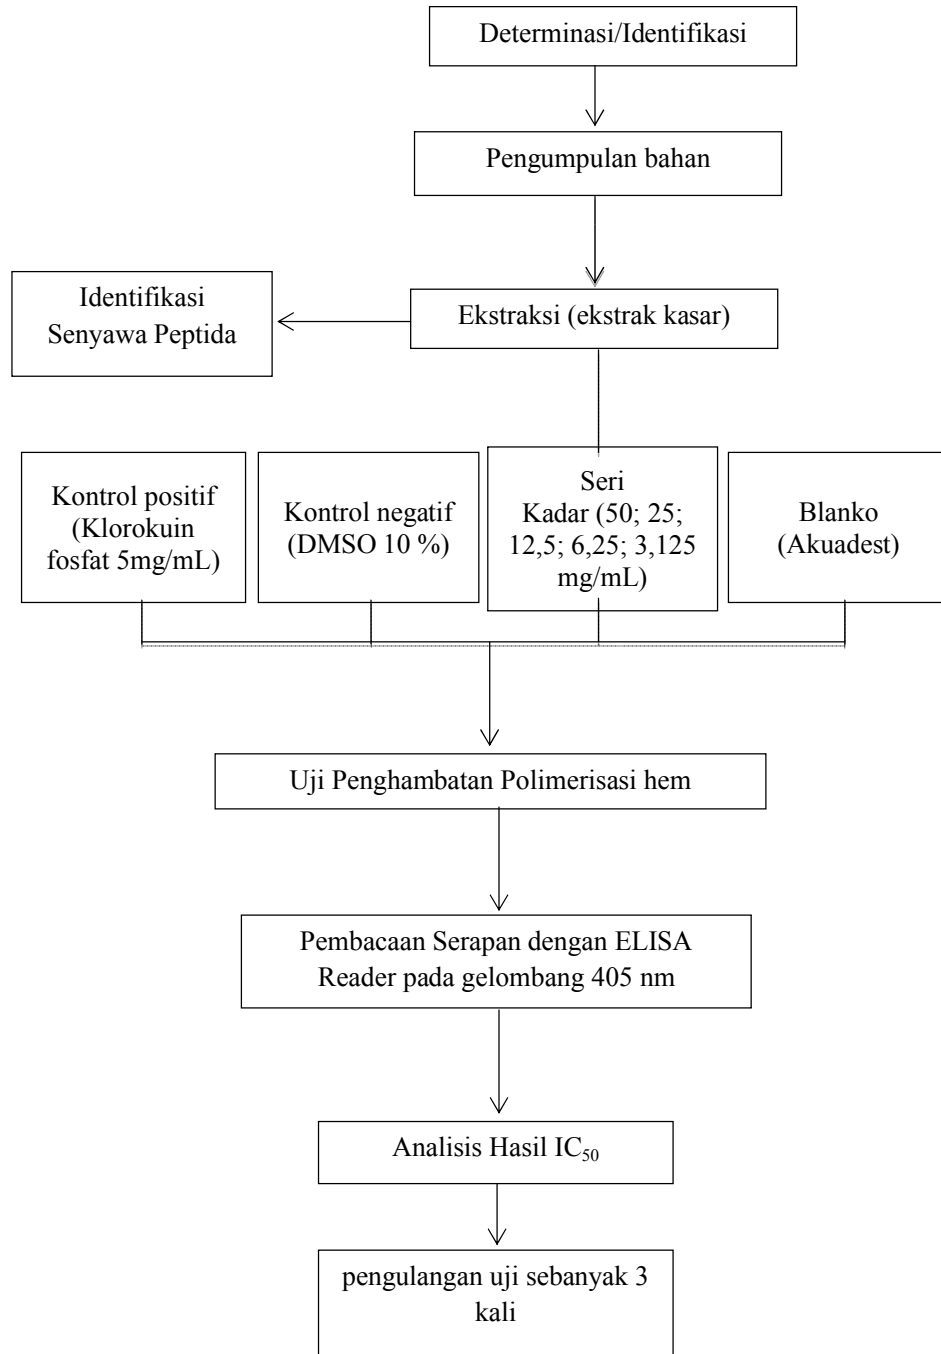 Determinasi/Identifikasi
Pengumpulan bahan
Identifikasi
Senyawa Peptida
Ekstraksi (ekstrak kasar)
Kontrol positif
(Klorokuin
fosfat 5mg/mL)
Kontrol negatif
(DMSO 10 %)
Seri
Kadar (50; 25;
12,5; 6,25; 3,125
mg/mL)
Blanko
(Akuadest)
Uji Penghambatan Polimerisasi hem
Pembacaan Serapan dengan ELISA
Reader pada gelombang 405 nm
Analisis Hasil IC₅₀
pengulangan uji sebanyak 3
kali